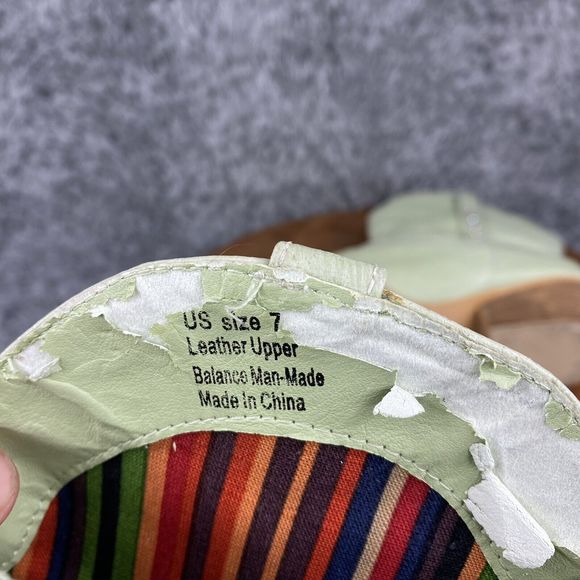 US size 7
Leather Upper
Balance Man-Made
Made In China